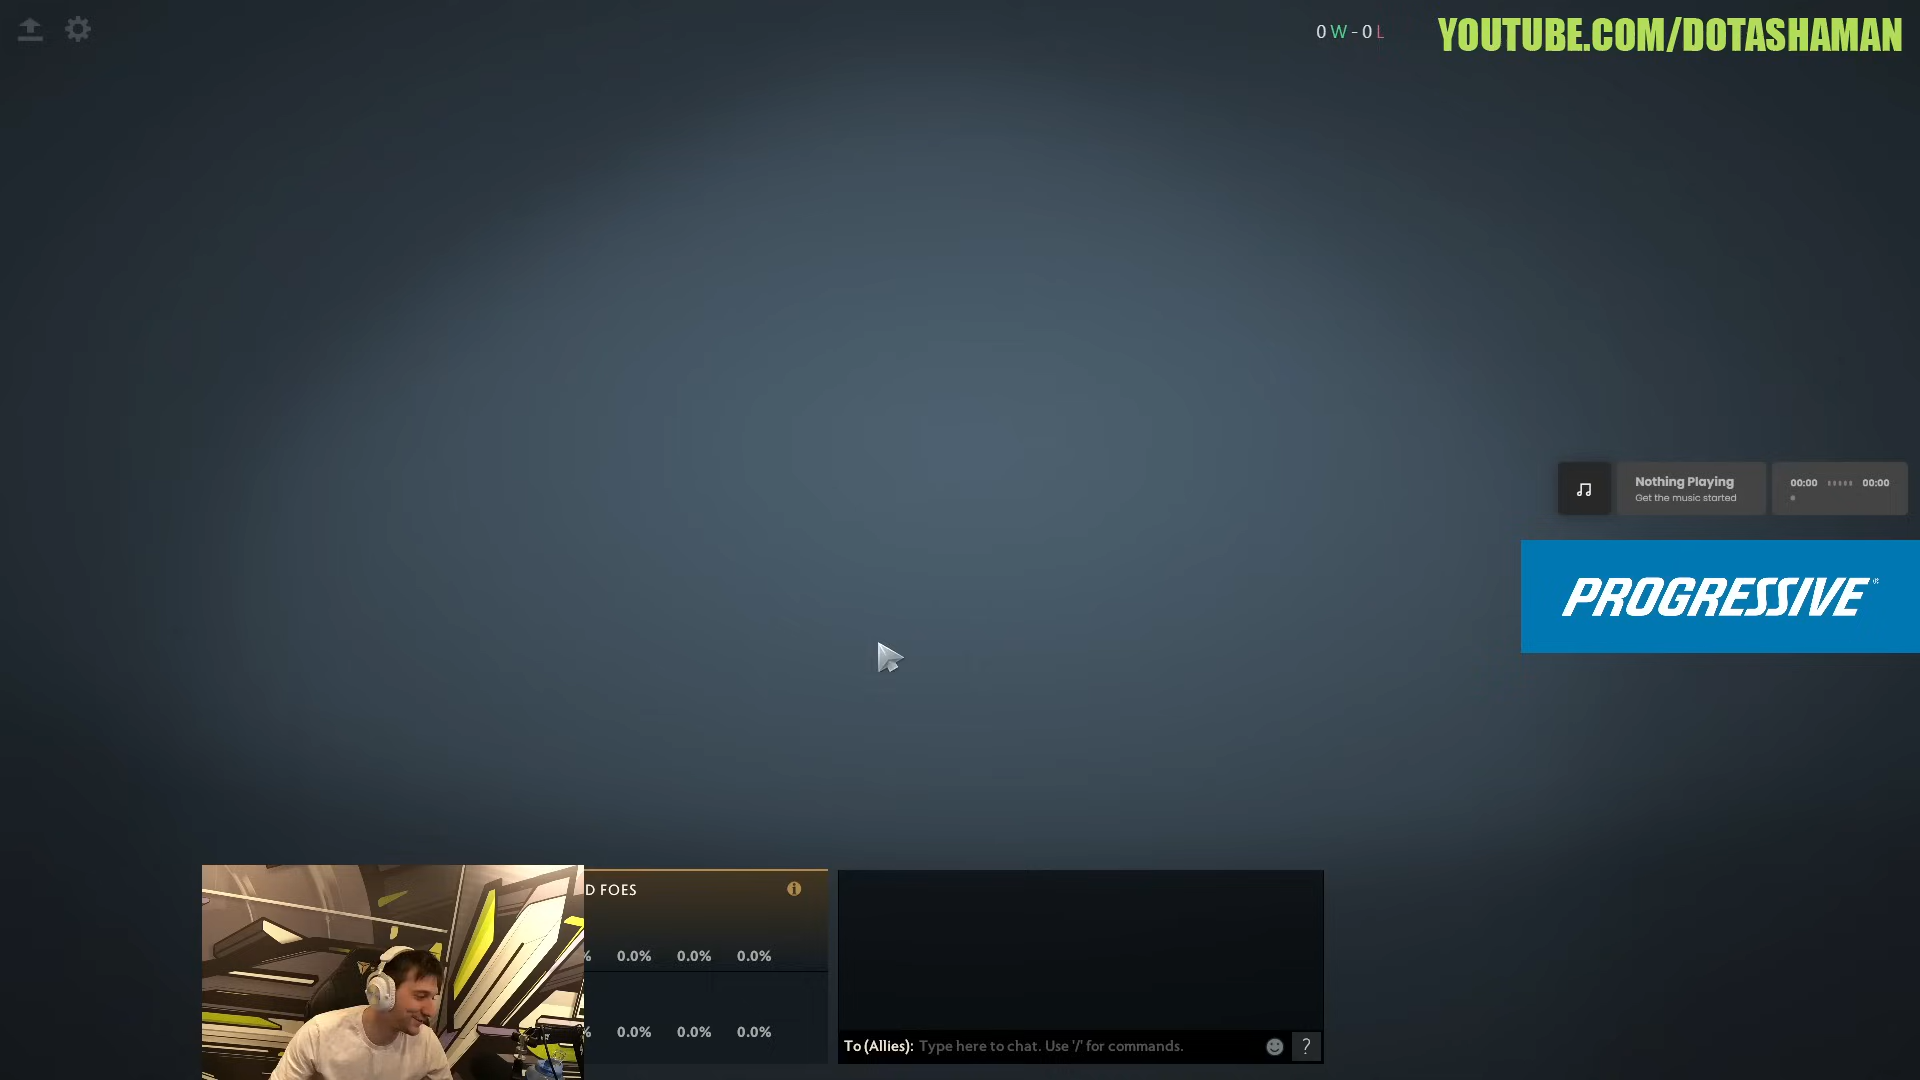 0 W - 0 L
YOUTUBE.COM/DOTASHAMAN
Nothing Playing
Get the music started
00:00 00:00
PROGRESSIVE®
D FOES
% 0.0% 0.0% 0.0%
% 0.0% 0.0% 0.0%
To (Allies): Type here to chat. Use '/' for commands.
?